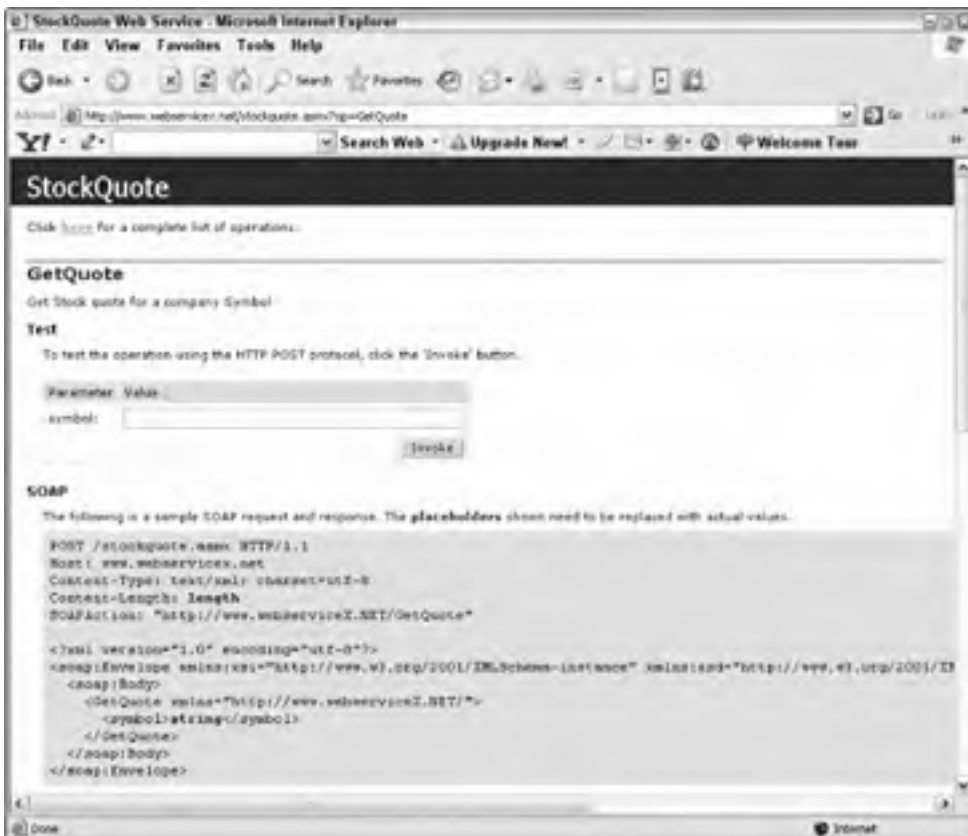 StockQuote Web Service - Microsoft Internet Explorer
File Edit View Favorites Tools Help
Back Search Favorites
Address http://www.webservicex.net/stockquote.asmx?op=GetQuote Go
Y! Search Web Upgrade Now! Welcome Tour
StockQuote
Click here for a complete list of operations.
GetQuote
Get Stock quote for a company Symbol
Test
To test the operation using the HTTP POST protocol, click the 'Invoke' button.
Parameter Value
symbol:
Invoke
SOAP
The following is a sample SOAP request and response. The placeholders shown need to be replaced with actual values.
POST /stockquote.asmx HTTP/1.1
Host: www.webservicex.net
Content-Type: text/xml; charset=utf-8
Content-Length: length
SOAPAction: "http://www.webserviceX.NET/GetQuote"
<?xml version="1.0" encoding="utf-8"?>
<soap:Envelope xmlns:xsi="http://www.w3.org/2001/XMLSchema-instance" xmlns:xsd="http://www.w3.org/2001/XM
<soap:Body>
<GetQuote xmlns="http://www.webserviceX.NET/">
<symbol>string</symbol>
</GetQuote>
</soap:Body>
</soap:Envelope>
Done Internet